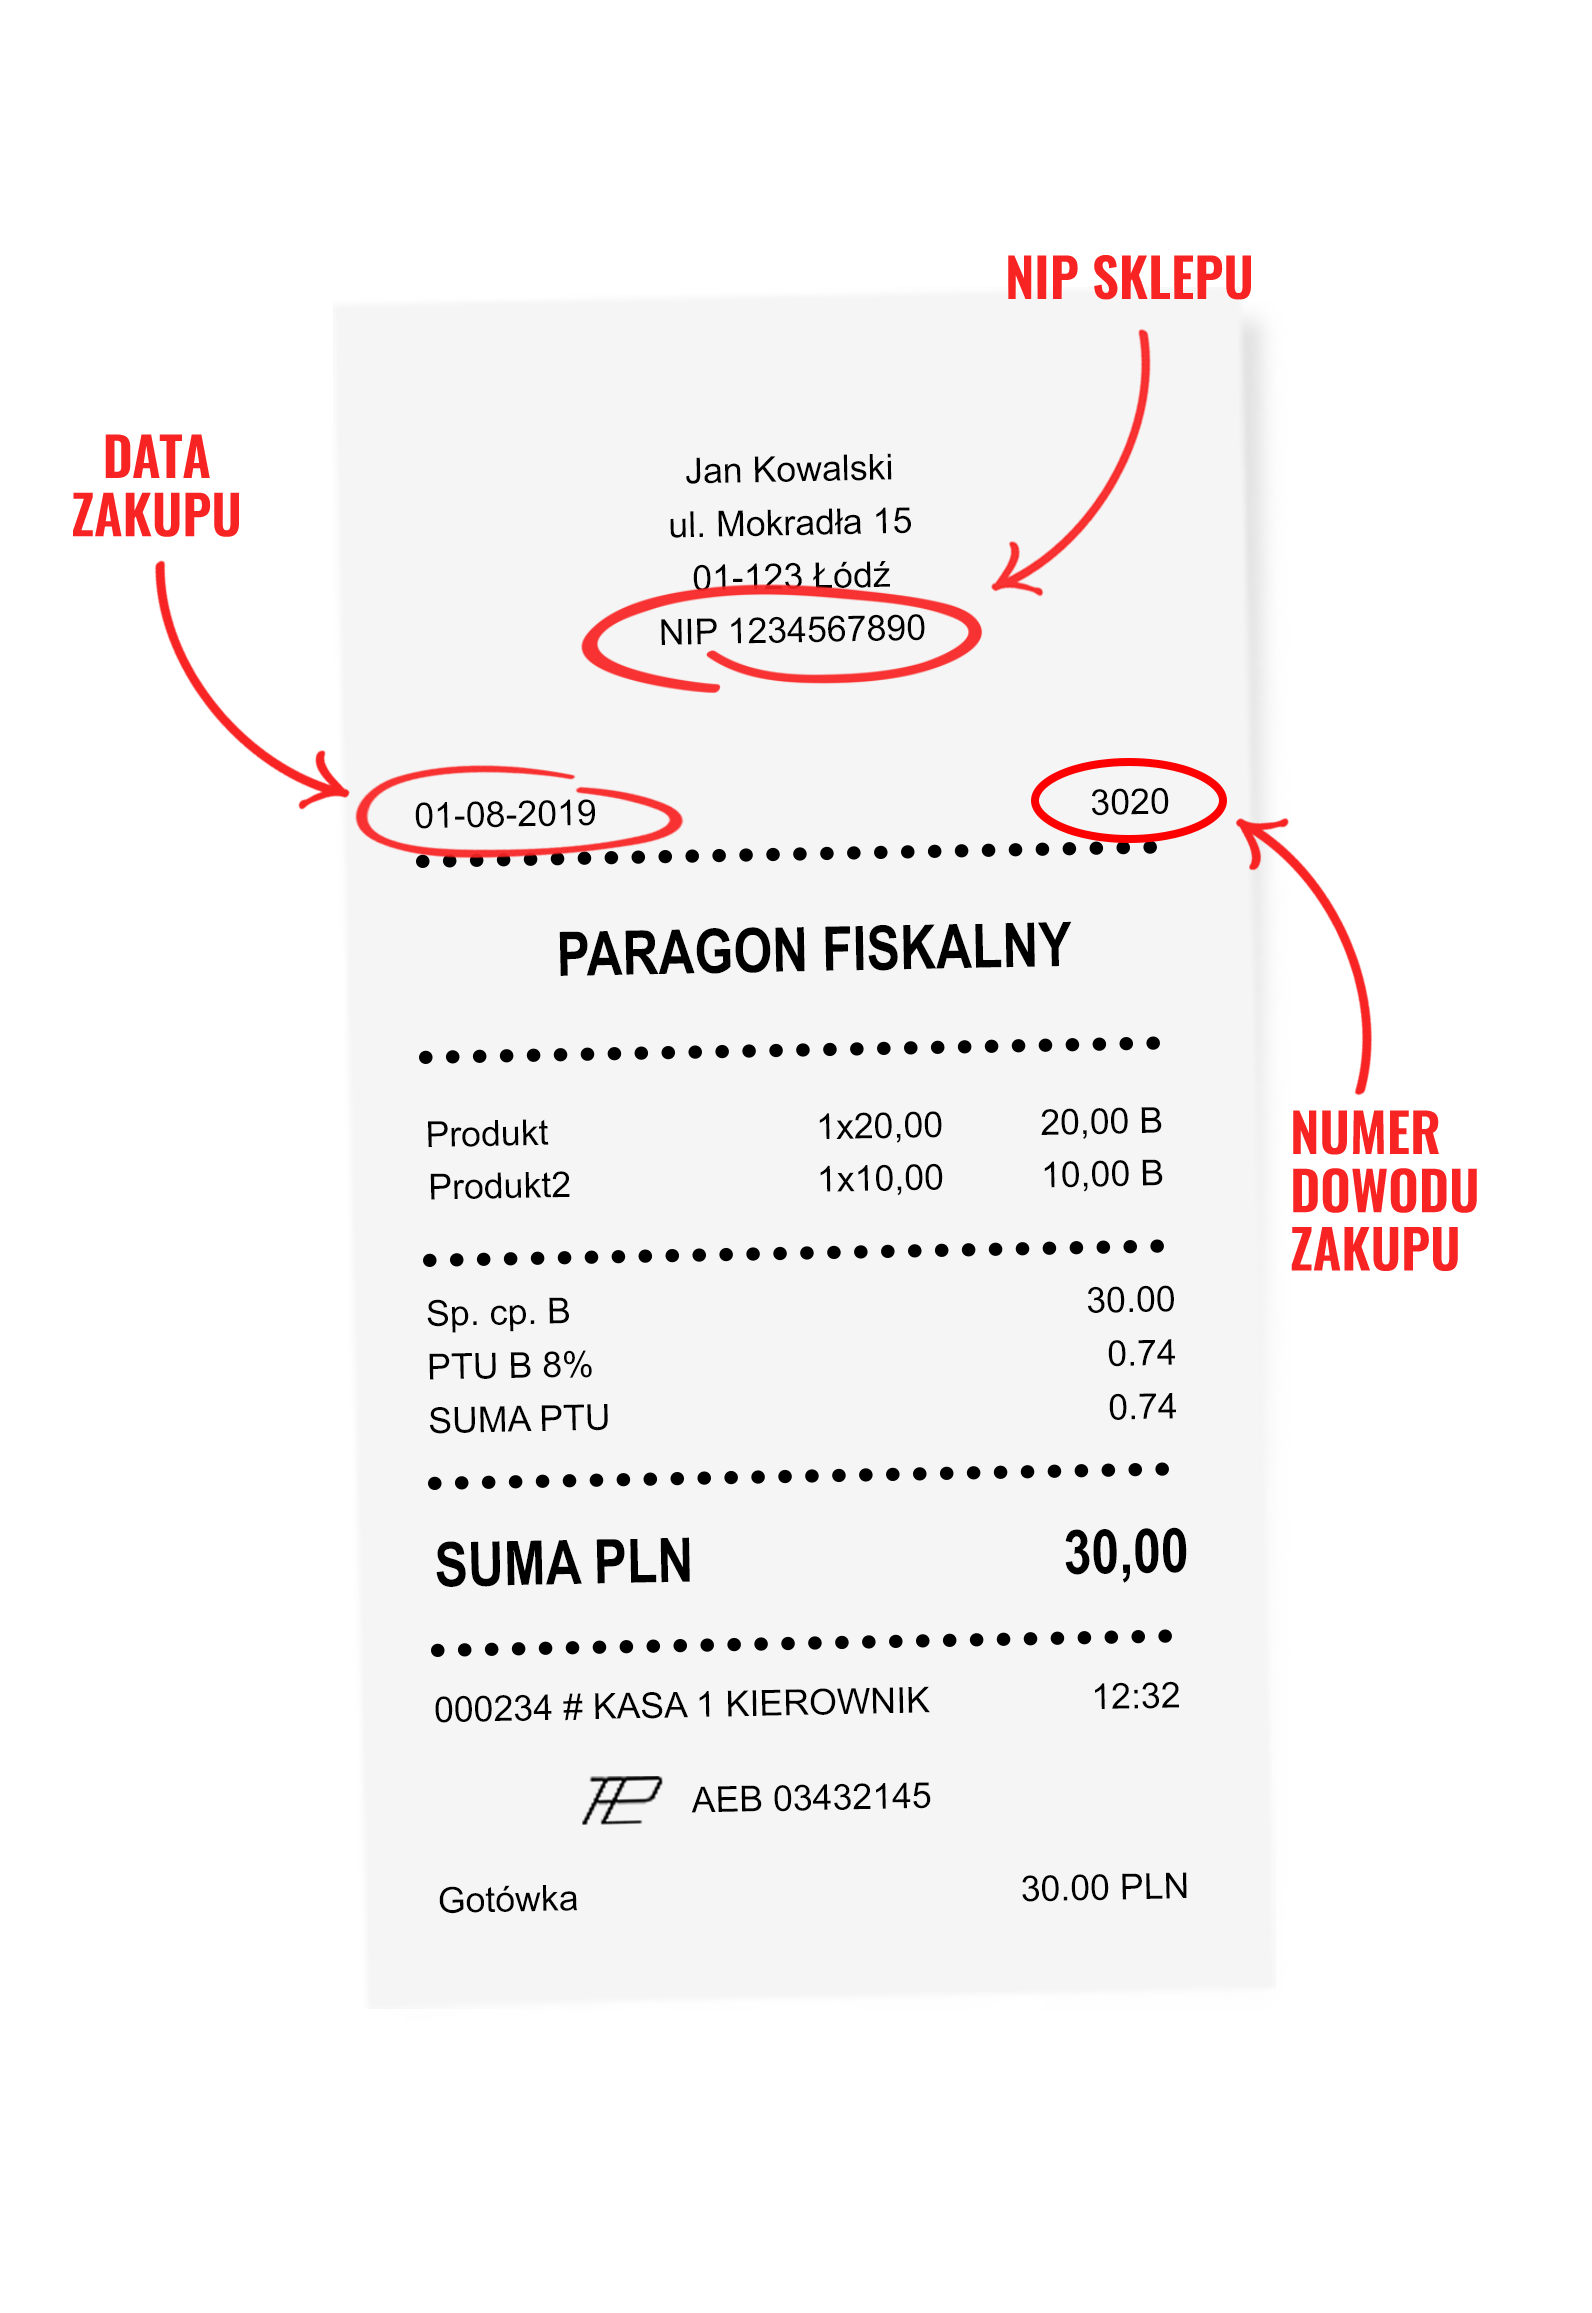 NIP SKLEPU
DATA
ZAKUPU
Jan Kowalski
ul. Mokradła 15
01-123 Łódź
NIP 1234567890
01-08-2019 3020
PARAGON FISKALNY
Produkt 1x20,00 20,00 B
Produkt2 1x10,00 10,00 B
NUMER
DOWODU
ZAKUPU
Sp. cp. B 30.00
PTU B 8% 0.74
SUMA PTU 0.74
SUMA PLN 30,00
000234 # KASA 1 KIEROWNIK 12:32
AEB 03432145
Gotówka 30.00 PLN